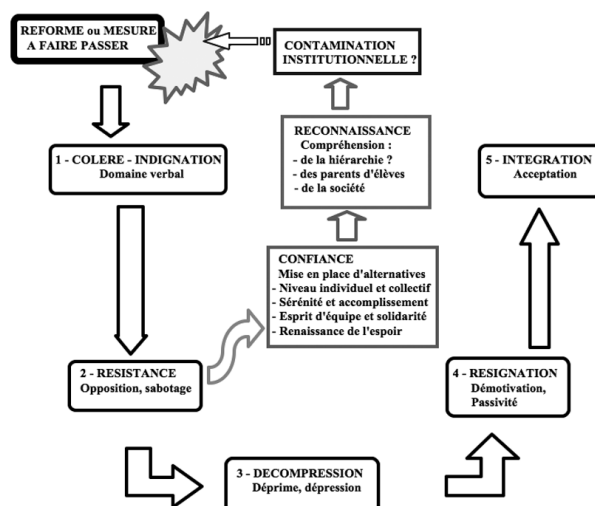 REFORME ou MESURE
A FAIRE PASSER
CONTAMINATION
INSTITUTIONNELLE ?
RECONNAISSANCE
Compréhension :
- de la hiérarchie ?
- des parents d'élèves
- de la société
1 - COLERE - INDIGNATION
Domaine verbal
5 - INTEGRATION
Acceptation
CONFIANCE
Mise en place d'alternatives
- Niveau individuel et collectif
- Sérénité et accomplissement
- Esprit d'équipe et solidarité
- Renaissance de l'espoir
2 - RESISTANCE
Opposition, sabotage
4 - RESIGNATION
Démotivation,
Passivité
3 - DECOMPRESSION
Déprime, dépression